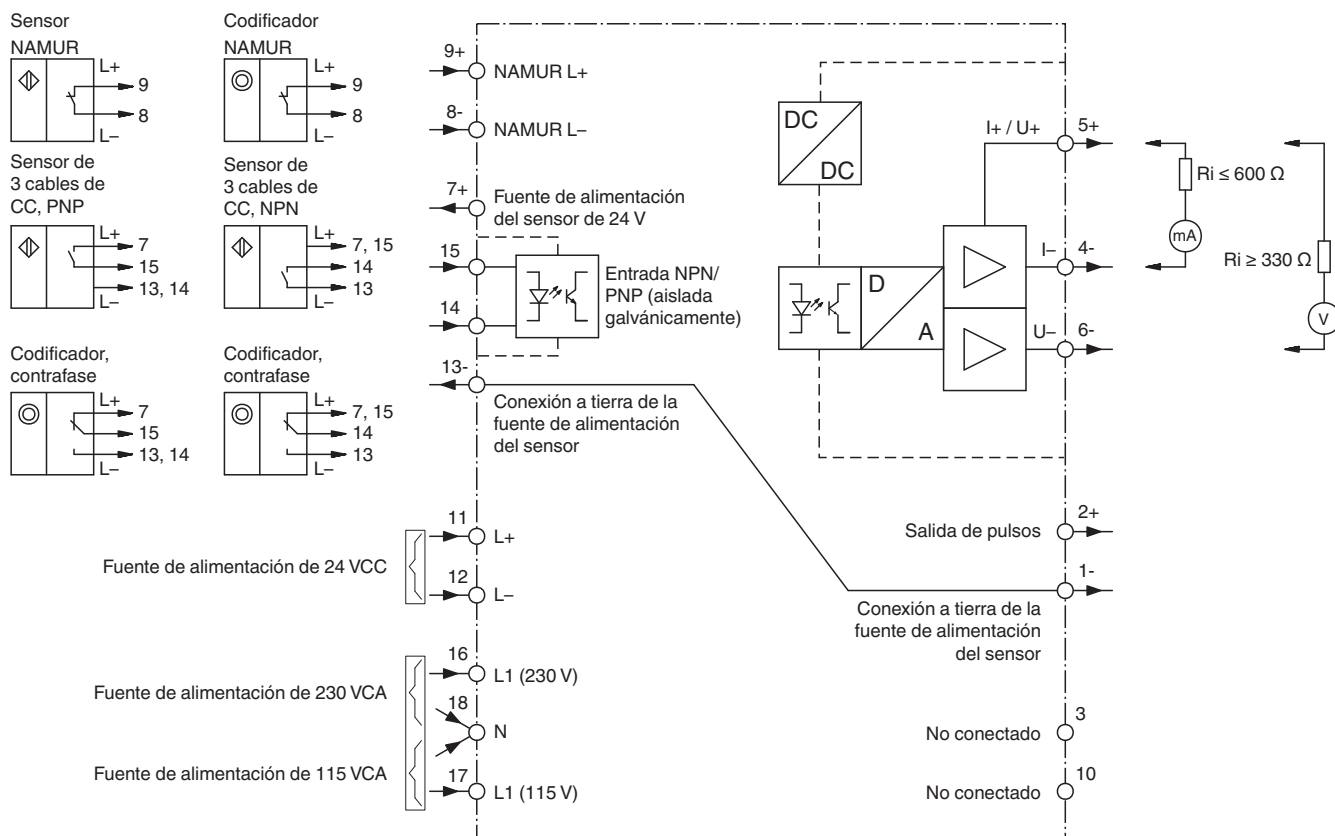 Sensor
NAMUR
L+
9
8
L–
Codificador
NAMUR
L+
9
8
L–
Sensor de
3 cables de
CC, PNP
L+
7
15
13, 14
L–
Sensor de
3 cables de
CC, NPN
L+
7, 15
14
13
L–
Codificador,
contrafase
L+
7
15
13, 14
L–
Codificador,
contrafase
L+
7, 15
14
13
L–
9+
NAMUR L+
8-
NAMUR L–
7+
Fuente de alimentación
del sensor de 24 V
15
14
Entrada NPN/
PNP (aislada
galvánicamente)
13-
Conexión a tierra de la
fuente de alimentación
del sensor
Fuente de alimentación de 24 VCC
11
L+
12
L–
Fuente de alimentación de 230 VCA
16
L1 (230 V)
18
N
Fuente de alimentación de 115 VCA
17
L1 (115 V)
DC
DC
D
A
I+ / U+
5+
I–
4-
U–
6-
Ri ≤ 600 Ω
mA
Ri ≥ 330 Ω
V
Salida de pulsos
2+
1-
Conexión a tierra de la
fuente de alimentación
del sensor
No conectado
3
No conectado
10